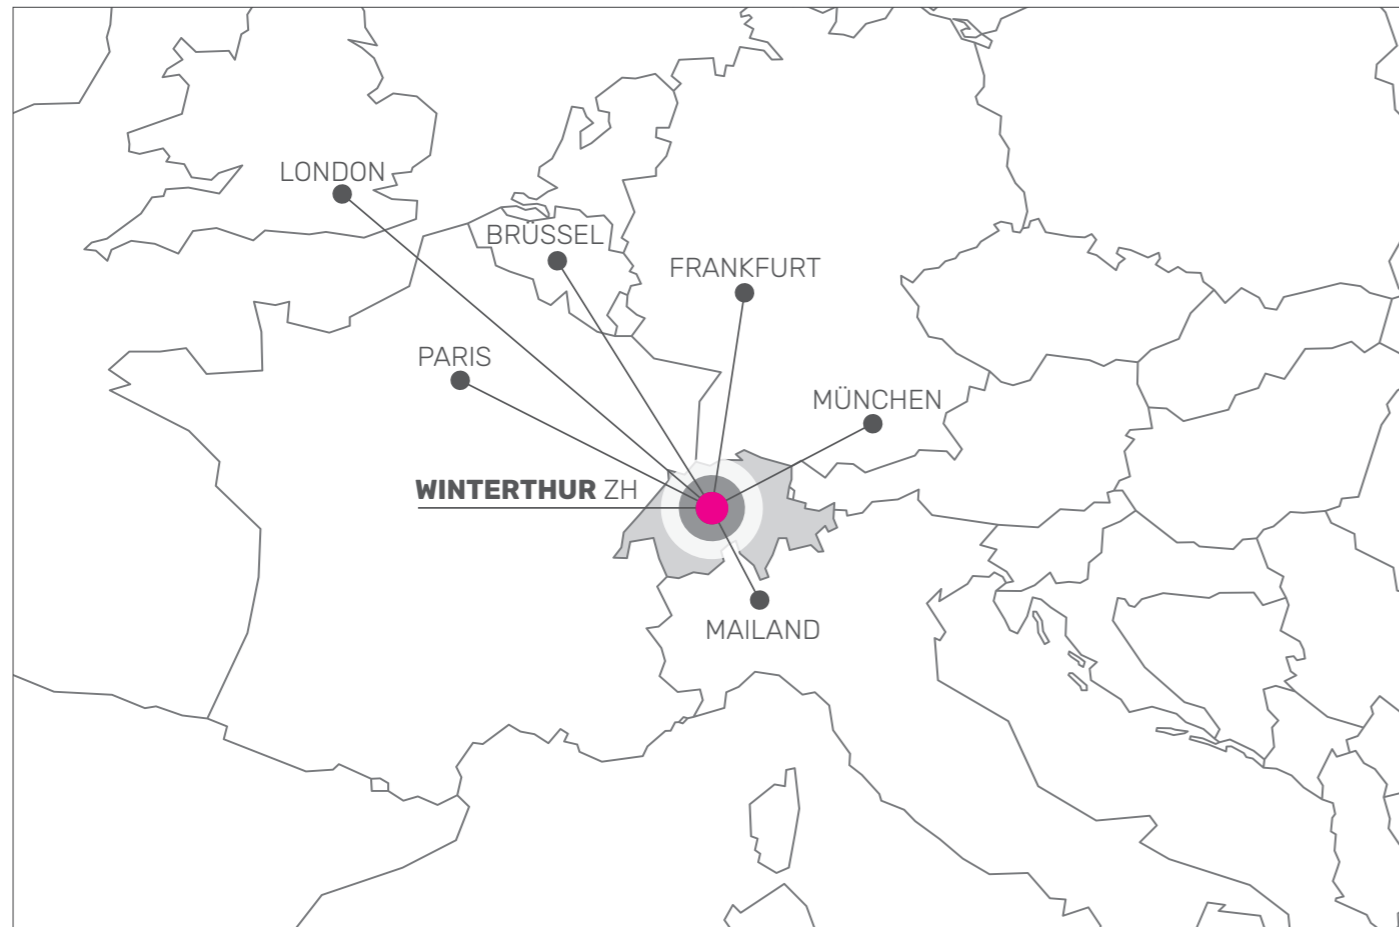 LONDON
BRÜSSEL
FRANKFURT
PARIS
MÜNCHEN
WINTERTHUR ZH
MAILAND